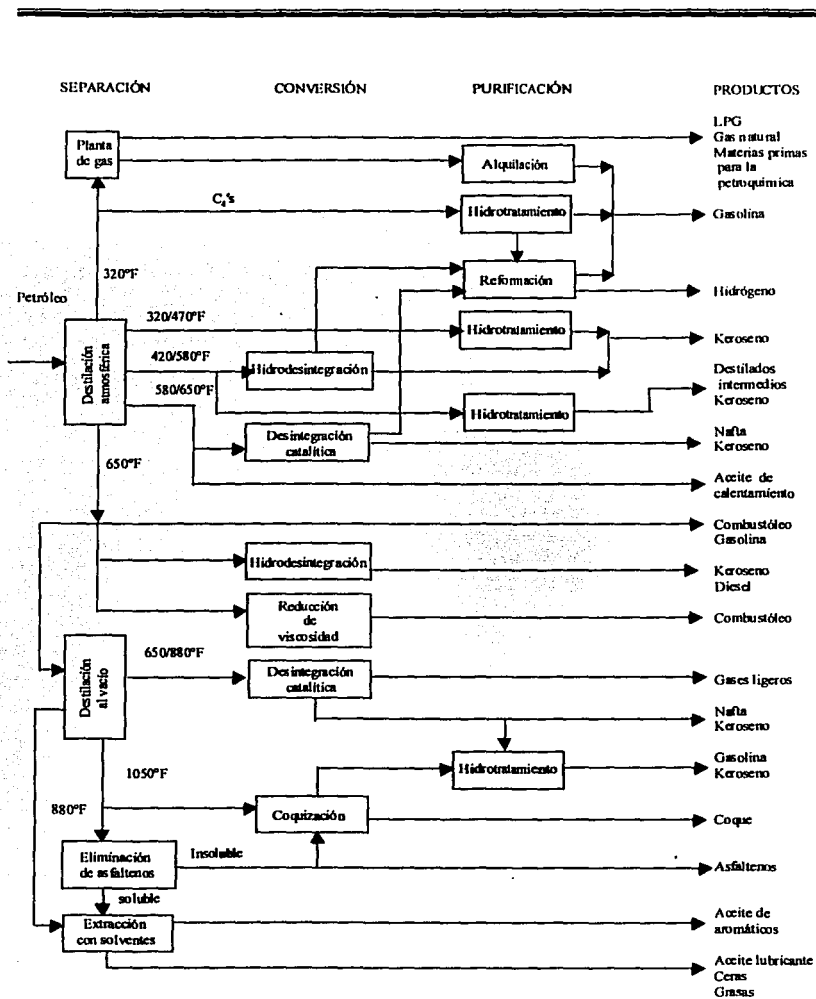 SEPARACIÓN
CONVERSIÓN
PURIFICACIÓN
PRODUCTOS
Planta
de gas
LPG
Gas natural
Materias primas
para la
petroquímica
Alquilación
C₄'s
Hidrotratamiento
Gasolina
320°F
Reformación
Petróleo
Hidrógeno
320/470°F
Hidrotratamiento
Keroseno
Destilación
atmosférica
420/580°F
Hidrodesintegración
Destilados
intermedios
Keroseno
580/650°F
Hidrotratamiento
Desintegración
catalítica
Nafta
Keroseno
650°F
Aceite de
calentamiento
Combustóleo
Gasolina
Hidrodesintegración
Keroseno
Diesel
Reducción
de
viscosidad
Combustóleo
Destilación
al vacío
650/880°F
Desintegración
catalítica
Gases ligeros
Nafta
Keroseno
1050°F
Hidrotratamiento
Gasolina
Keroseno
880°F
Coquización
Coque
Eliminación
de asfaltenos
Insoluble
Asfaltenos
soluble
Extracción
con solventes
Aceite de
aromáticos
Aceite lubricante
Ceras
Grasas